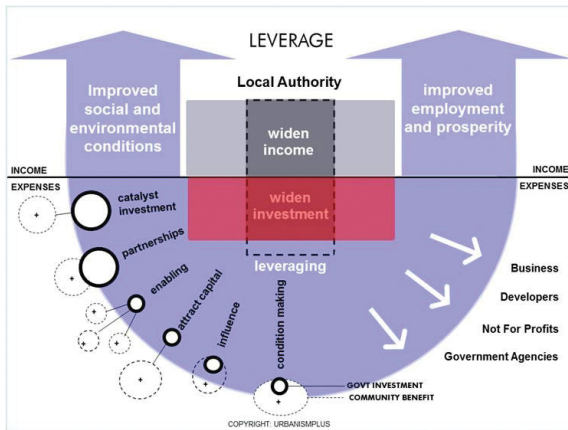 LEVERAGE
Improved
social and
environmental
conditions
Local Authority
improved
employment
and prosperity
widen
income
INCOME
INCOME
EXPENSES
EXPENSES
widen
investment
leveraging
catalyst
investment
partnerships
enabling
attract capital
influence
condition making
Business
Developers
Not For Profits
Government Agencies
GOVT INVESTMENT
COMMUNITY BENEFIT
COPYRIGHT: URBANISMPLUS